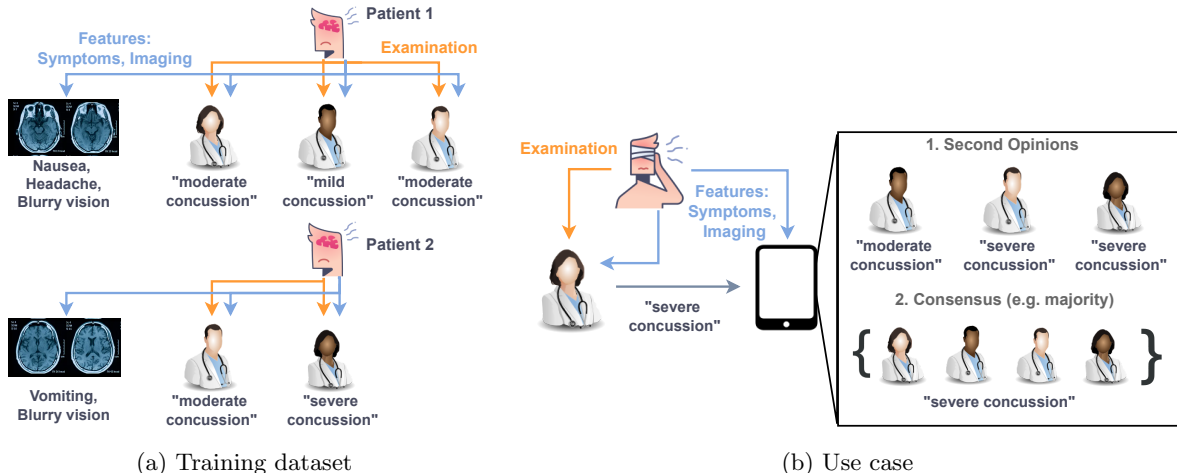 Patient 1
Features:
Symptoms, Imaging
Examination
Nausea,
Headache,
Blurry vision
"moderate
concussion"
"mild
concussion"
"moderate
concussion"
Patient 2
Vomiting,
Blurry vision
"moderate
concussion"
"severe
concussion"
(a) Training dataset
Examination
Features:
Symptoms,
Imaging
"severe
concussion"
1. Second Opinions
"moderate
concussion"
"severe
concussion"
"severe
concussion"
2. Consensus (e.g. majority)
{ }
"severe concussion"
(b) Use case